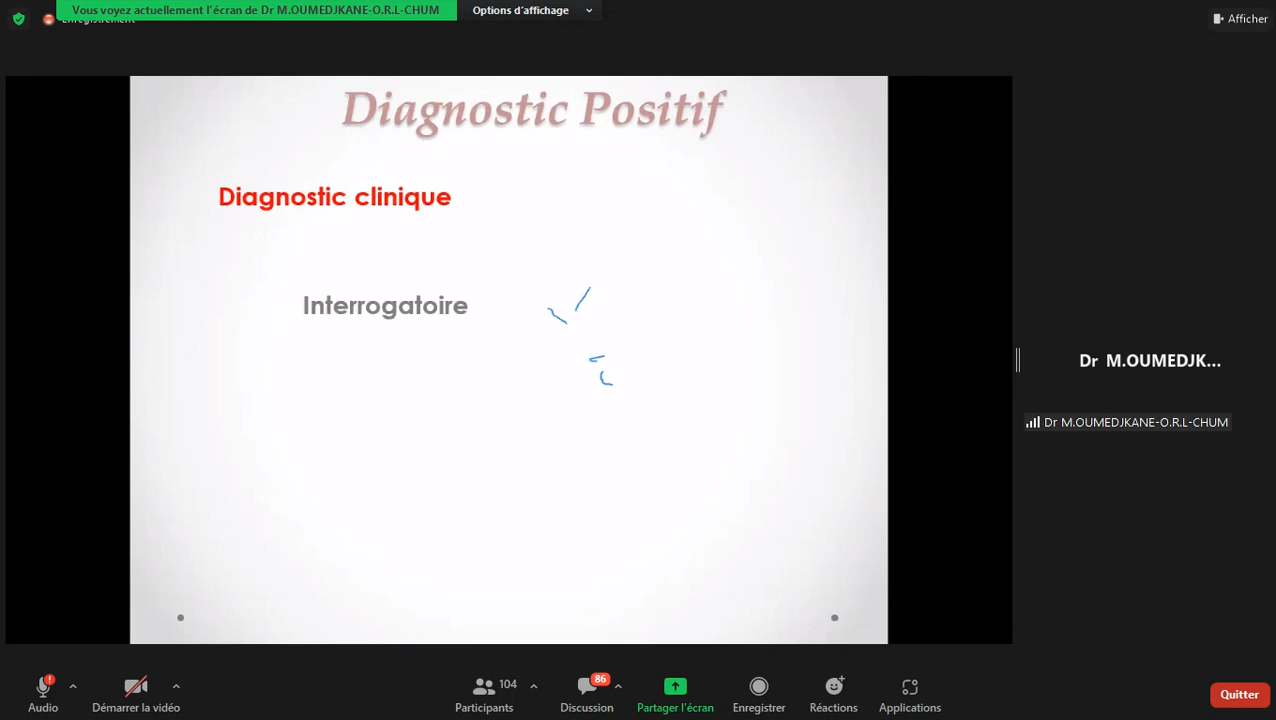 Vous voyez actuellement l'écran de Dr M.OUMEDJKANE-O.R.L-CHUM
Options d'affichage
Enregistrement
Afficher
Diagnostic Positif
Diagnostic clinique
Interrogatoire
Dr M.OUMEDJK...
Dr M.OUMEDJKANE-O.R.L-CHUM
Audio
Démarrer la vidéo
104
Participants
86
Discussion
Partager l'écran
Enregistrer
Réactions
Applications
Quitter